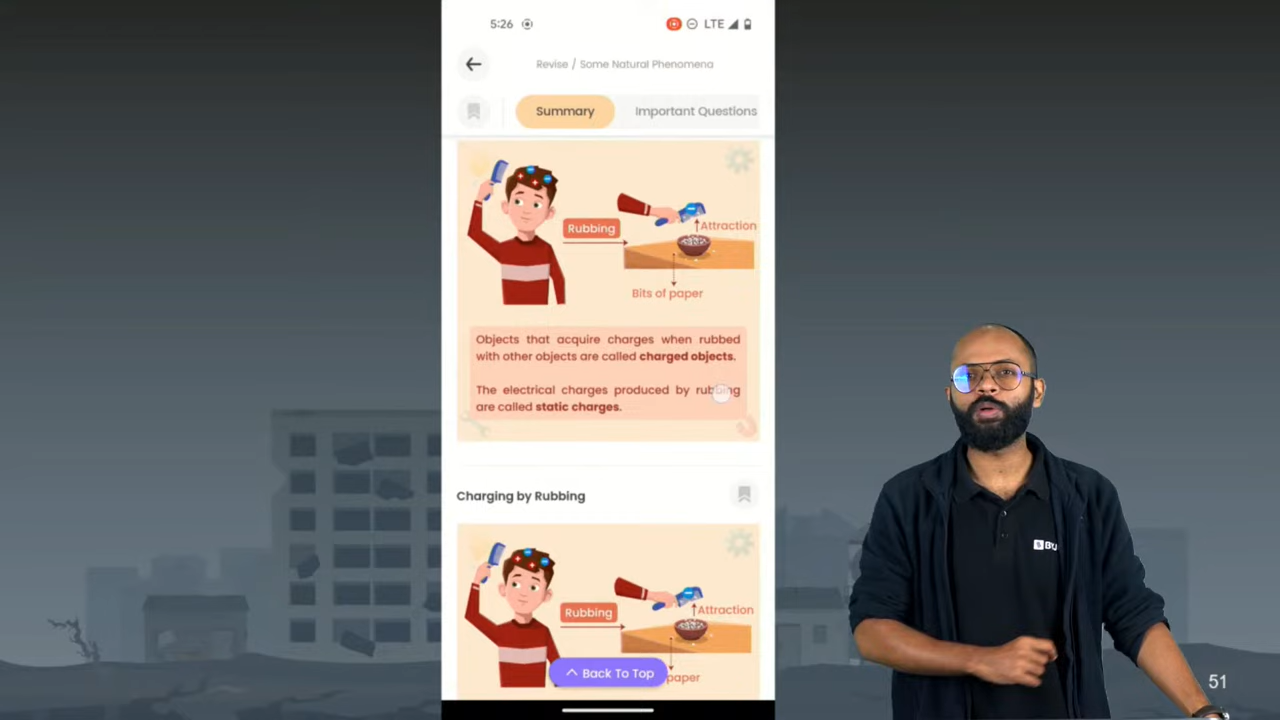 5:26 LTE
Revise / Some Natural Phenomena
Summary Important Questions
Rubbing
Attraction
Bits of paper
Objects that acquire charges when rubbed
with other objects are called charged objects.
The electrical charges produced by rubbing
are called static charges.
Charging by Rubbing
Rubbing
Attraction
paper
Back To Top
51